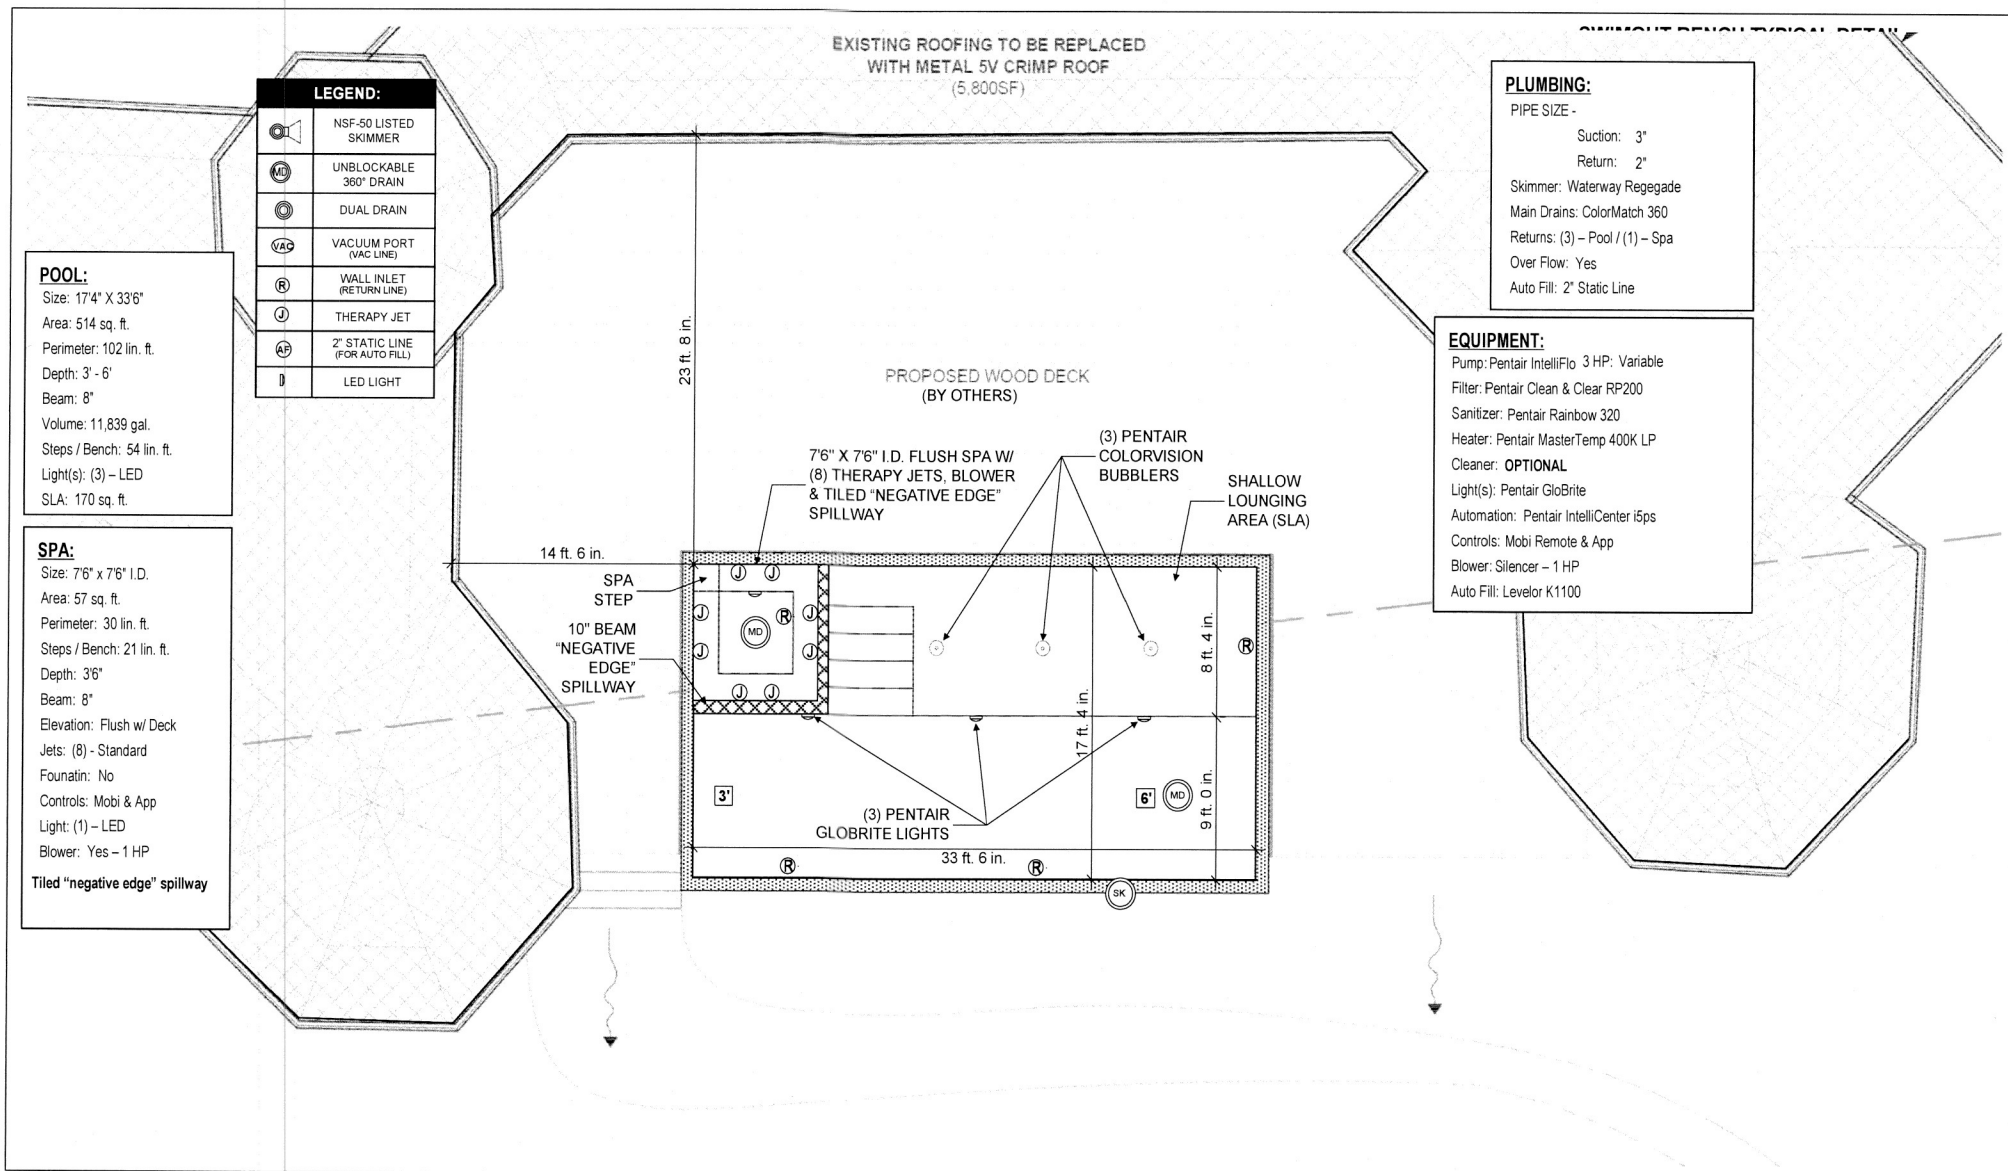 EXISTING ROOFING TO BE REPLACED
WITH METAL 5V CRIMP ROOF
(5,800SF)
SWIMOUT BENCH TYPICAL DETAIL
LEGEND:
NSF-50 LISTED
SKIMMER
MD
UNBLOCKABLE
360° DRAIN
DUAL DRAIN
VAC
VACUUM PORT
(VAC LINE)
R
WALL INLET
(RETURN LINE)
J
THERAPY JET
AF
2" STATIC LINE
(FOR AUTO FILL)
LED LIGHT
POOL:
Size: 17'4" X 33'6"
Area: 514 sq. ft.
Perimeter: 102 lin. ft.
Depth: 3' - 6'
Beam: 8"
Volume: 11,839 gal.
Steps / Bench: 54 lin. ft.
Light(s): (3) – LED
SLA: 170 sq. ft.
SPA:
Size: 7'6" x 7'6" I.D.
Area: 57 sq. ft.
Perimeter: 30 lin. ft.
Steps / Bench: 21 lin. ft.
Depth: 3'6"
Beam: 8"
Elevation: Flush w/ Deck
Jets: (8) - Standard
Founatin: No
Controls: Mobi & App
Light: (1) – LED
Blower: Yes – 1 HP
Tiled “negative edge” spillway
PLUMBING:
PIPE SIZE -
Suction: 3"
Return: 2"
Skimmer: Waterway Regegade
Main Drains: ColorMatch 360
Returns: (3) – Pool / (1) – Spa
Over Flow: Yes
Auto Fill: 2" Static Line
EQUIPMENT:
Pump: Pentair IntelliFlo 3 HP: Variable
Filter: Pentair Clean & Clear RP200
Sanitizer: Pentair Rainbow 320
Heater: Pentair MasterTemp 400K LP
Cleaner: OPTIONAL
Light(s): Pentair GloBrite
Automation: Pentair IntelliCenter i5ps
Controls: Mobi Remote & App
Blower: Silencer – 1 HP
Auto Fill: Levelor K1100
23 ft. 8 in.
PROPOSED WOOD DECK
(BY OTHERS)
7'6" X 7'6" I.D. FLUSH SPA W/
(8) THERAPY JETS, BLOWER
& TILED “NEGATIVE EDGE”
SPILLWAY
(3) PENTAIR
COLORVISION
BUBBLERS
SHALLOW
LOUNGING
AREA (SLA)
14 ft. 6 in.
SPA
STEP
10" BEAM
“NEGATIVE
EDGE”
SPILLWAY
J
J
J
R
J
MD
J
J
J
J
R
8 ft. 4 in.
17 ft. 4 in.
9 ft. 0 in.
3'
6'
MD
(3) PENTAIR
GLOBRITE LIGHTS
33 ft. 6 in.
R
R
SK